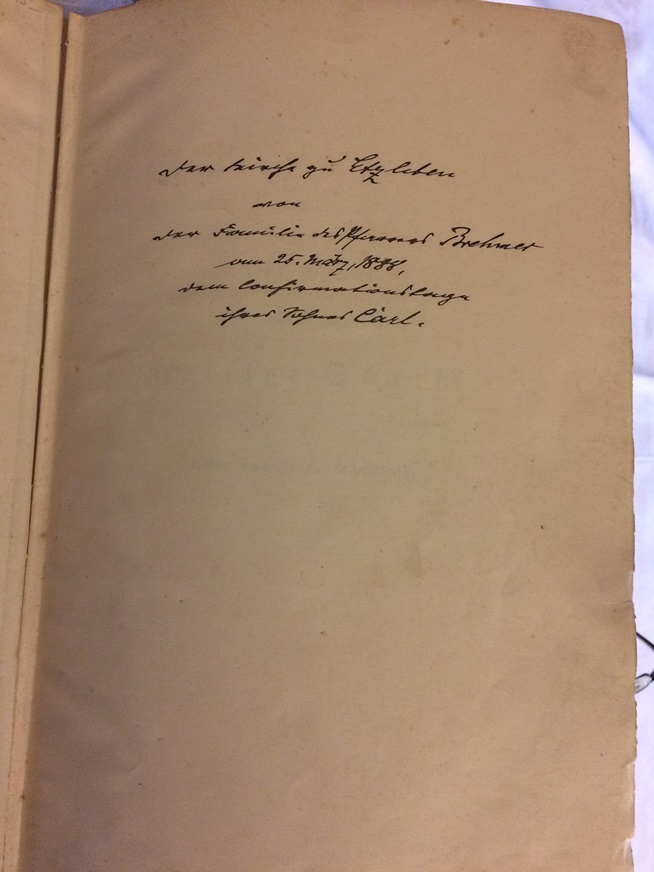 Der Kirche zu Etzleben
von
der Familie des Pfarrers Brehmer
am 25. März, 1888,
dem Confirmationstage
ihres Sohnes Carl.